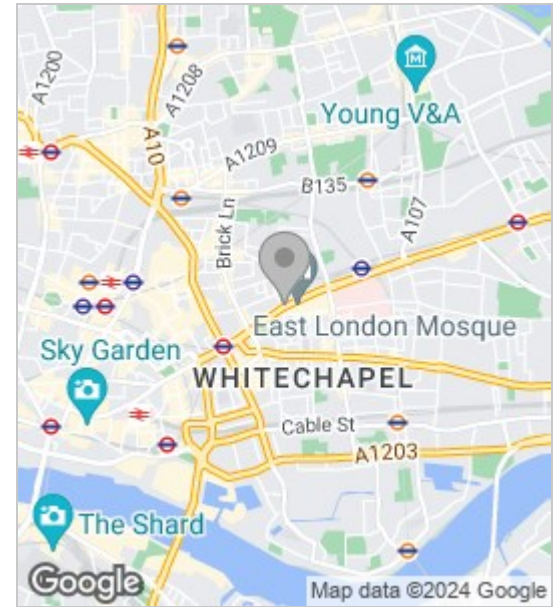 A1200
A1208
A10
Young V&A
A1209
B135
A107
Brick Ln
East London Mosque
Sky Garden
WHITECHAPEL
Cable St
A1203
The Shard
Google
Map data ©2024 Google